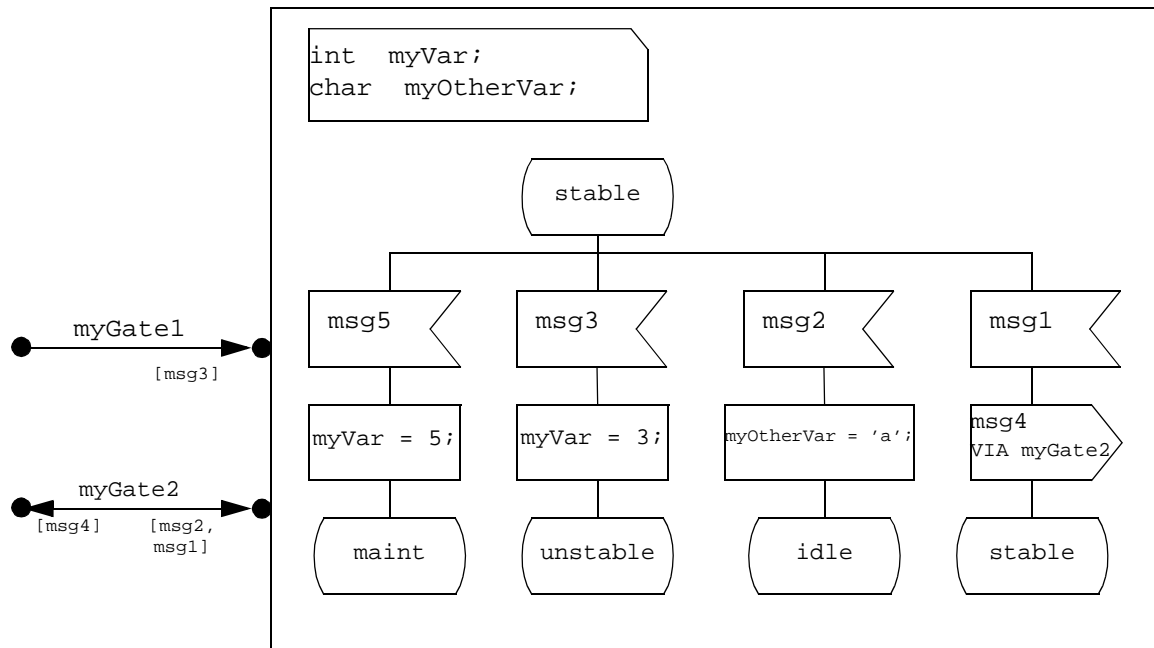 int  myVar;
char  myOtherVar;
stable
msg5
msg3
msg2
msg1
myGate1
[msg3]
myVar = 5;
myVar = 3;
myOtherVar = ’a’;
msg4
VIA myGate2
myGate2
[msg4]
[msg2,
msg1]
maint
unstable
idle
stable